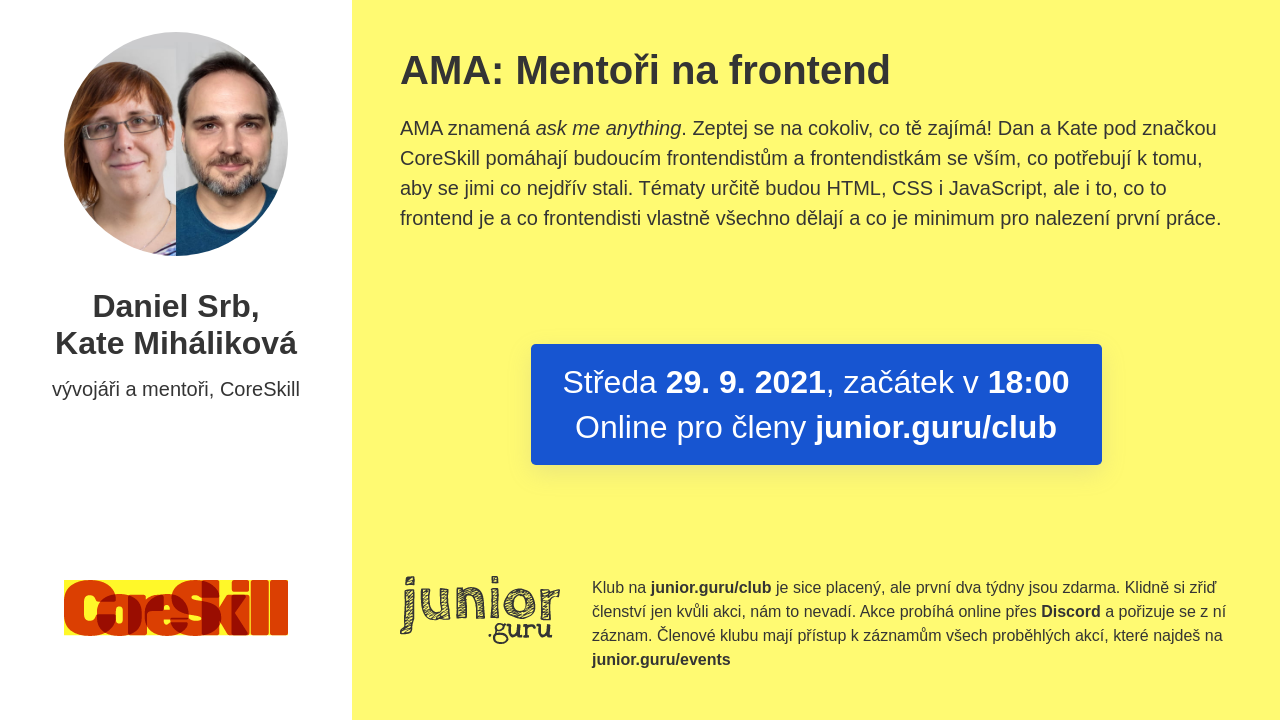 Daniel Srb,
Kate Miháliková
vývojáři a mentoři, CoreSkill
CoreSkill
AMA: Mentoři na frontend
AMA znamená ask me anything. Zeptej se na cokoliv, co tě zajímá! Dan a Kate pod značkou
CoreSkill pomáhají budoucím frontendistům a frontendistkám se vším, co potřebují k tomu,
aby se jimi co nejdřív stali. Tématy určitě budou HTML, CSS i JavaScript, ale i to, co to
frontend je a co frontendisti vlastně všechno dělají a co je minimum pro nalezení první práce.
Středa 29. 9. 2021, začátek v 18:00
Online pro členy junior.guru/club
junior
.guru
Klub na junior.guru/club je sice placený, ale první dva týdny jsou zdarma. Klidně si zřiď
členství jen kvůli akci, nám to nevadí. Akce probíhá online přes Discord a pořizuje se z ní
záznam. Členové klubu mají přístup k záznamům všech proběhlých akcí, které najdeš na
junior.guru/events